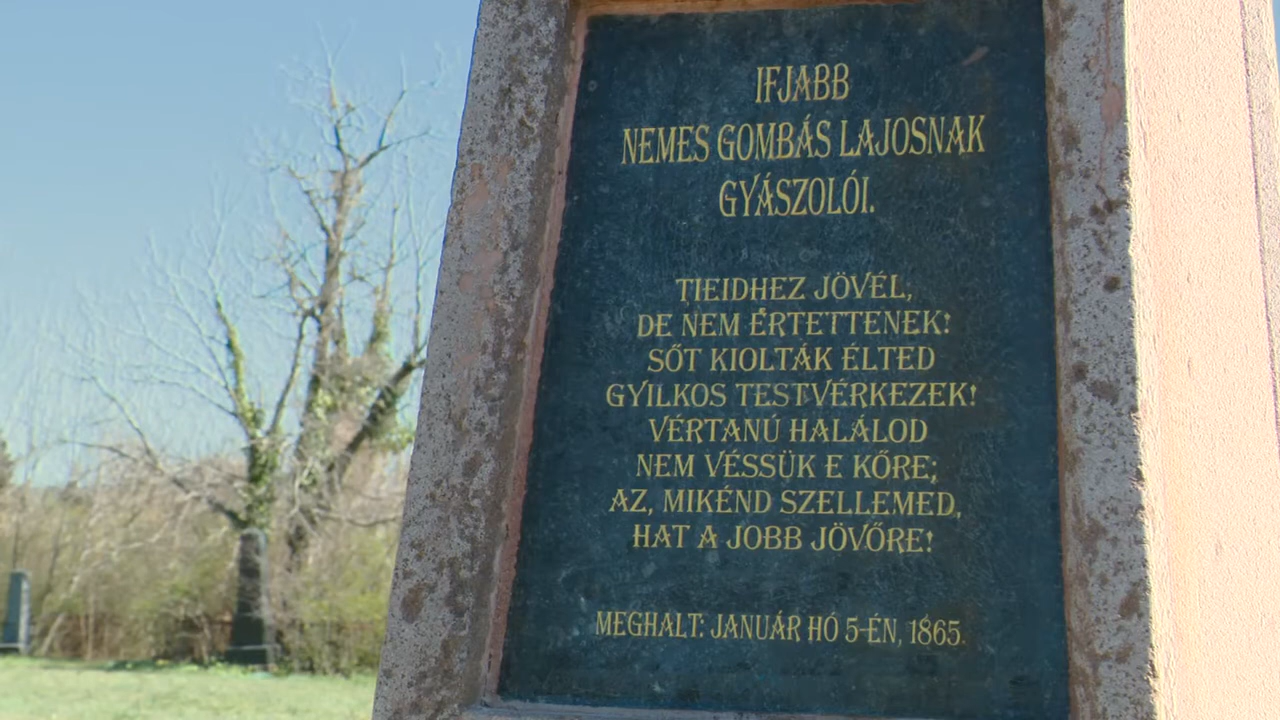 IFJABB
NEMES GOMBÁS LAJOSNAK
GYÁSZOLÓI.
TIEIDHEZ JÖVÉL,
DE NEM ÉRTETTENEK!
SŐT KIOLTÁK ÉLTED
GYILKOS TESTVÉRKEZEK!
VÉRTANÚ HALÁLOD
NEM VÉSSÜK E KŐRE;
AZ, MIKÉND SZELLEMED,
HAT A JOBB JÖVŐRE!
MEGHALT: JANUÁR HÓ 5-ÉN, 1865.